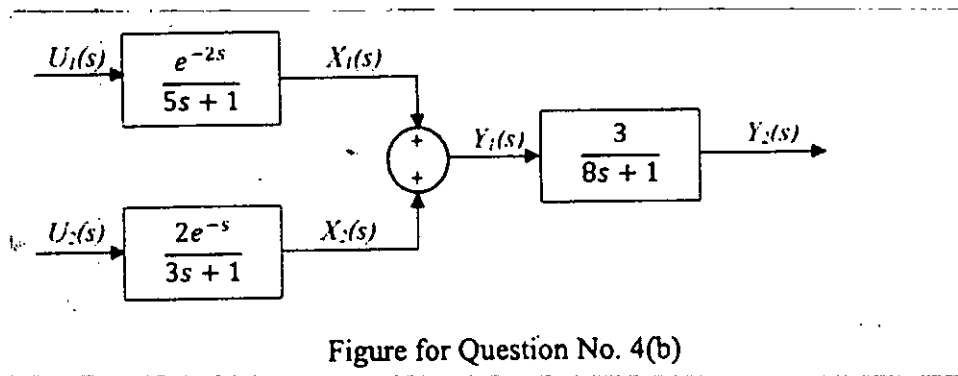 U₁(s) e⁻²ˢ / 5s + 1 X₁(s)
+
+
Y₁(s) 3 / 8s + 1 Y₂(s)
U₂(s) 2e⁻ˢ / 3s + 1 X₂(s)
Figure for Question No. 4(b)